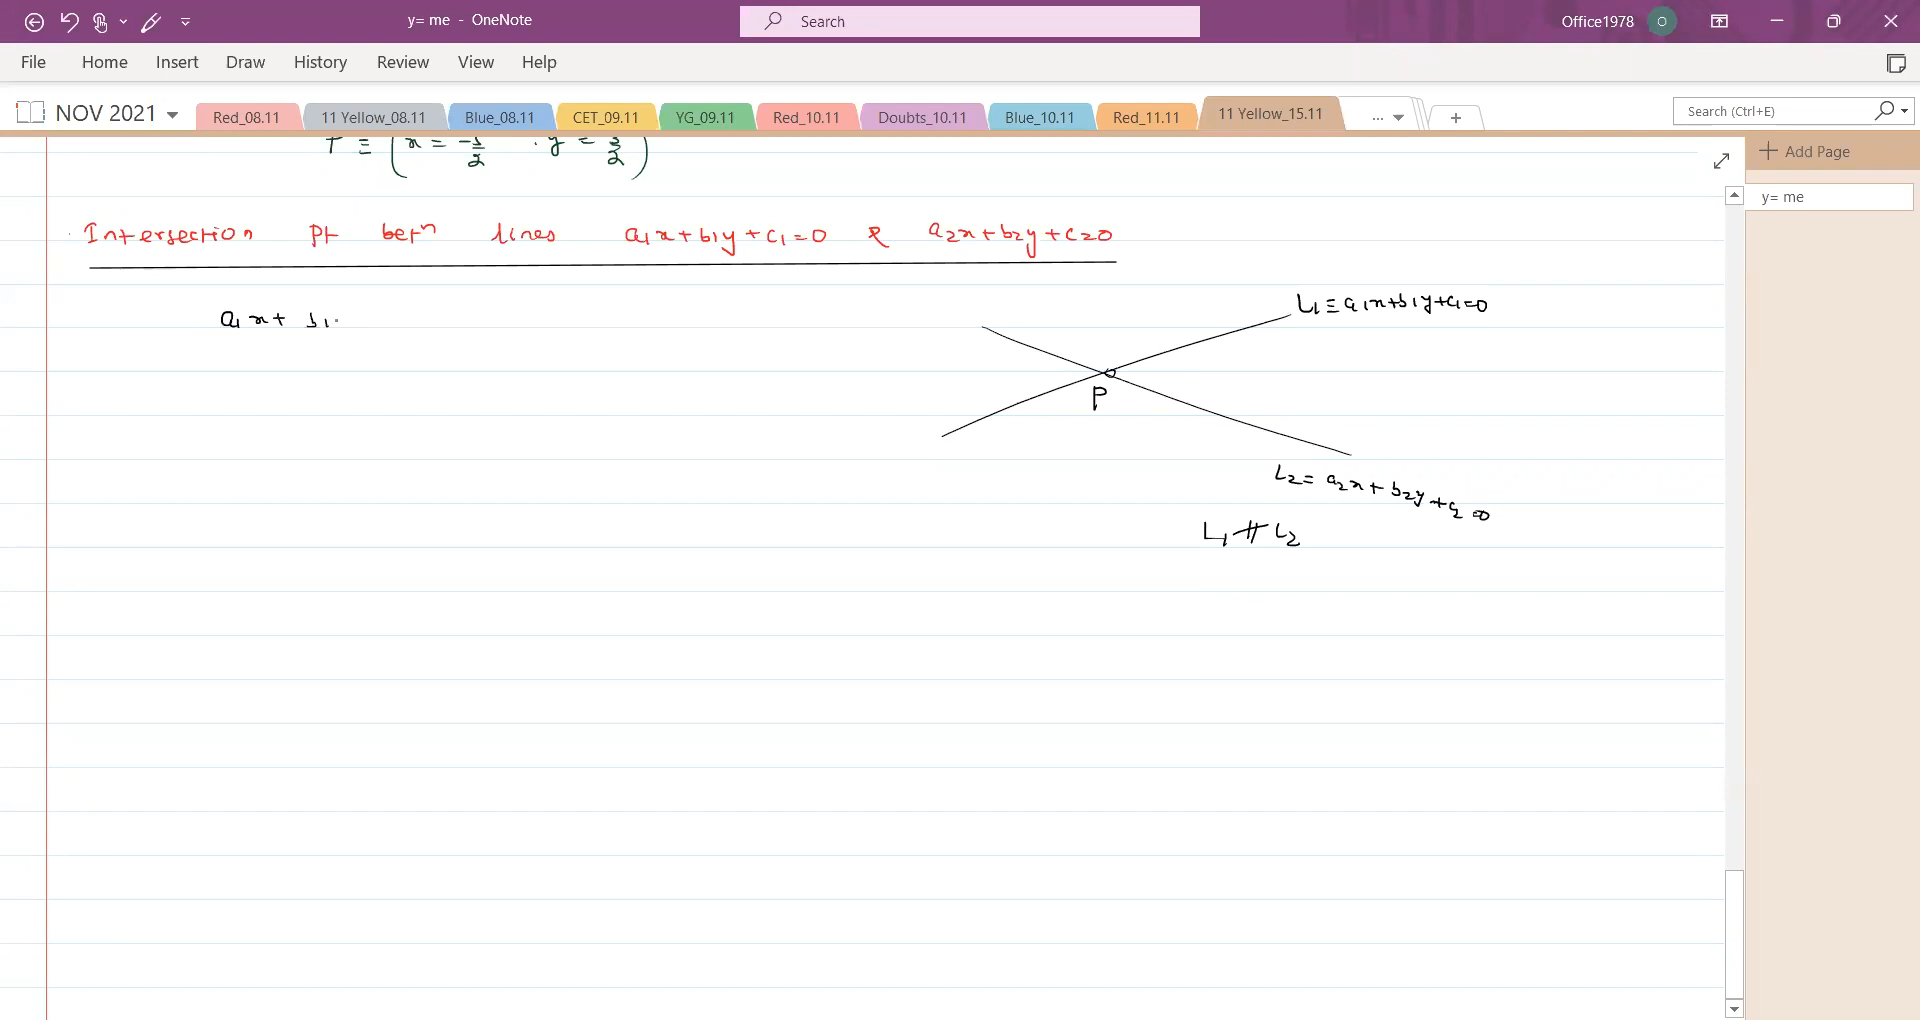 y= me - OneNote
Search
Office1978
O
File Home Insert Draw History Review View Help
NOV 2021
Red_08.11 11 Yellow_08.11 Blue_08.11 CET_09.11 YG_09.11 Red_10.11 Doubts_10.11 Blue_10.11 Red_11.11 11 Yellow_15.11 ... +
Search (Ctrl+E)
Add Page
y= me
Intersection Pt betⁿ lines a₁x+b₁y+c₁=0 & a₂x+b₂y+c=0
a₁x+ b₁
L₁≡a₁x+b₁y+c₁=0
P
L₂= a₂x+b₂y+c₂=0
L₁ ∦ L₂